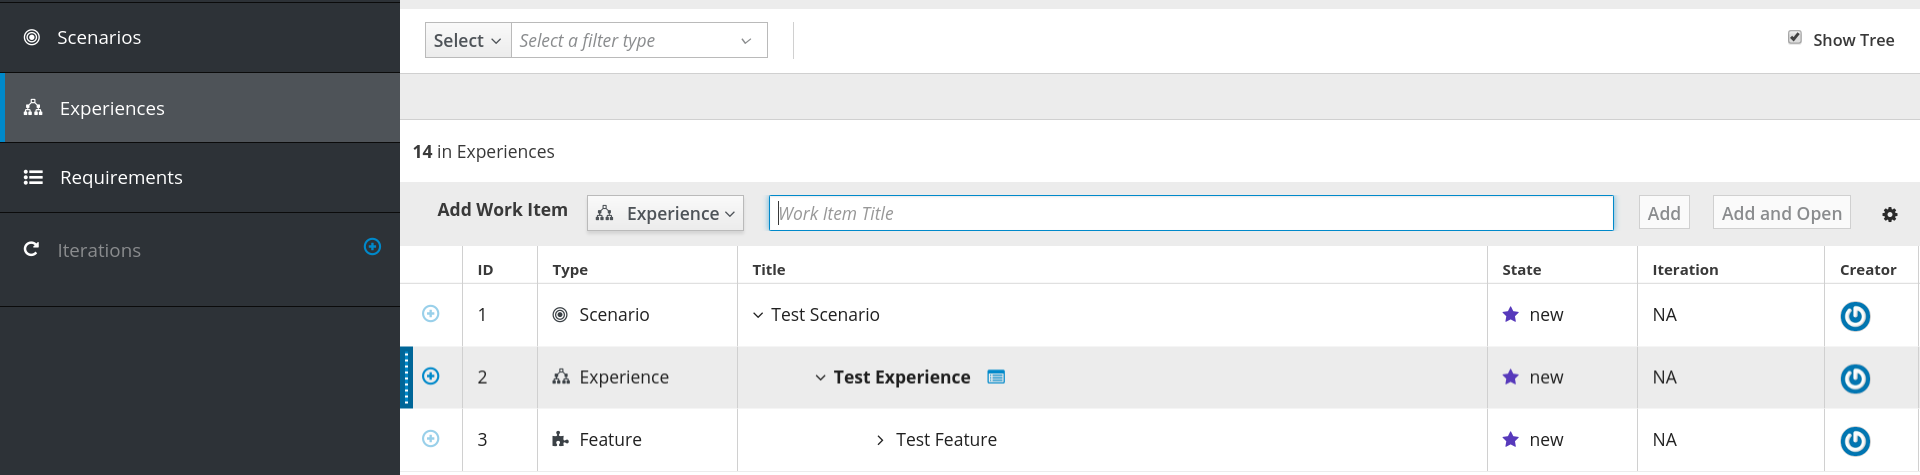 Scenarios
Experiences
Requirements
Iterations
Select Select a filter type Show Tree
14 in Experiences
Add Work Item Experience Work Item Title Add Add and Open
ID Type Title State Iteration Creator
1 Scenario Test Scenario new NA
2 Experience Test Experience new NA
3 Feature Test Feature new NA